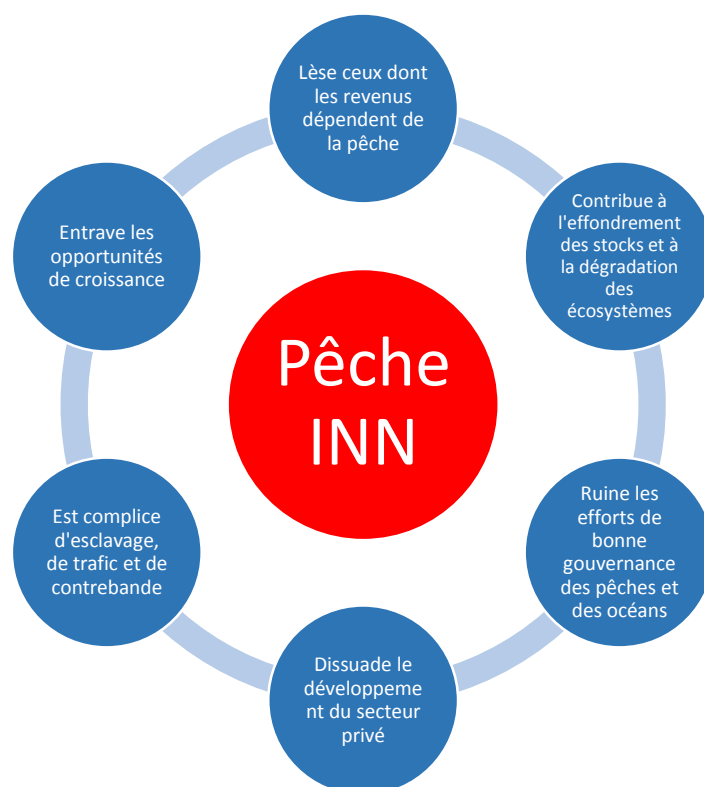 Lèse ceux dont
les revenus
dépendent de
la pêche
Contribue à
l'effondrement
des stocks et à
la dégradation
des
écosystèmes
Ruine les
efforts de
bonne
gouvernance
des pêches et
des océans
Dissuade le
développeme
nt du secteur
privé
Est complice
d'esclavage,
de trafic et de
contrebande
Entrave les
opportunités
de croissance
Pêche
INN